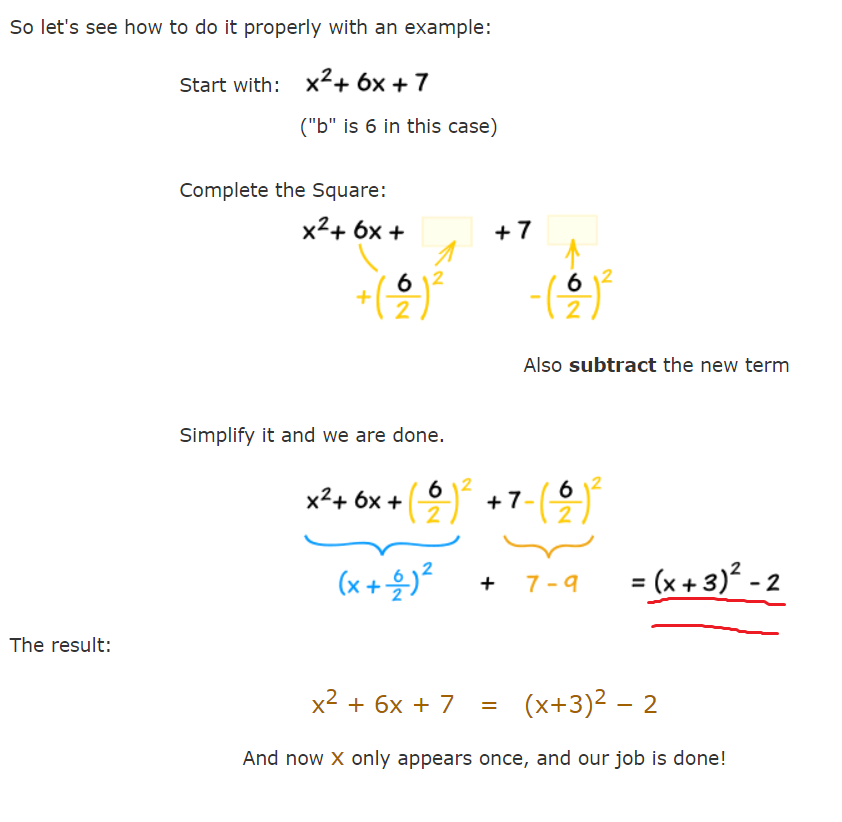 So let's see how to do it properly with an example:
Start with: x² + 6x + 7
("b" is 6 in this case)
Complete the Square:
x² + 6x + + 7
+(6/2)² -(6/2)²
Also subtract the new term
Simplify it and we are done.
x² + 6x + (6/2)² + 7 - (6/2)²
(x + 6/2)² + 7 - 9 = (x + 3)² - 2
The result:
x² + 6x + 7 = (x+3)² − 2
And now x only appears once, and our job is done!